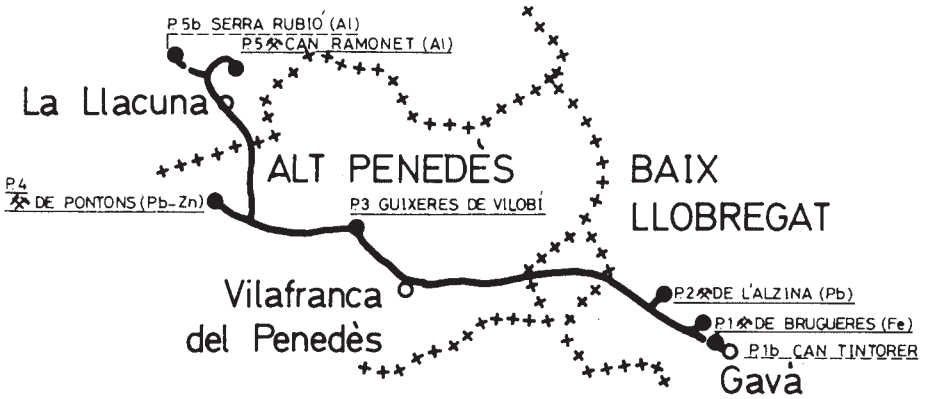 P.5b SERRA RUBIÓ (Al)
P.5 CAN RAMONET (Al)
La Llacuna
ALT PENEDÈS
BAIX
LLOBREGAT
P.4
DE PONTONS (Pb-Zn)
P.3 GUIXERES DE VILOBÍ
Vilafranca
del Penedès
P.2 DE L'ALZINA (Pb)
P.1 DE BRUGUERES (Fe)
P.1b CAN TINTORER
Gavà